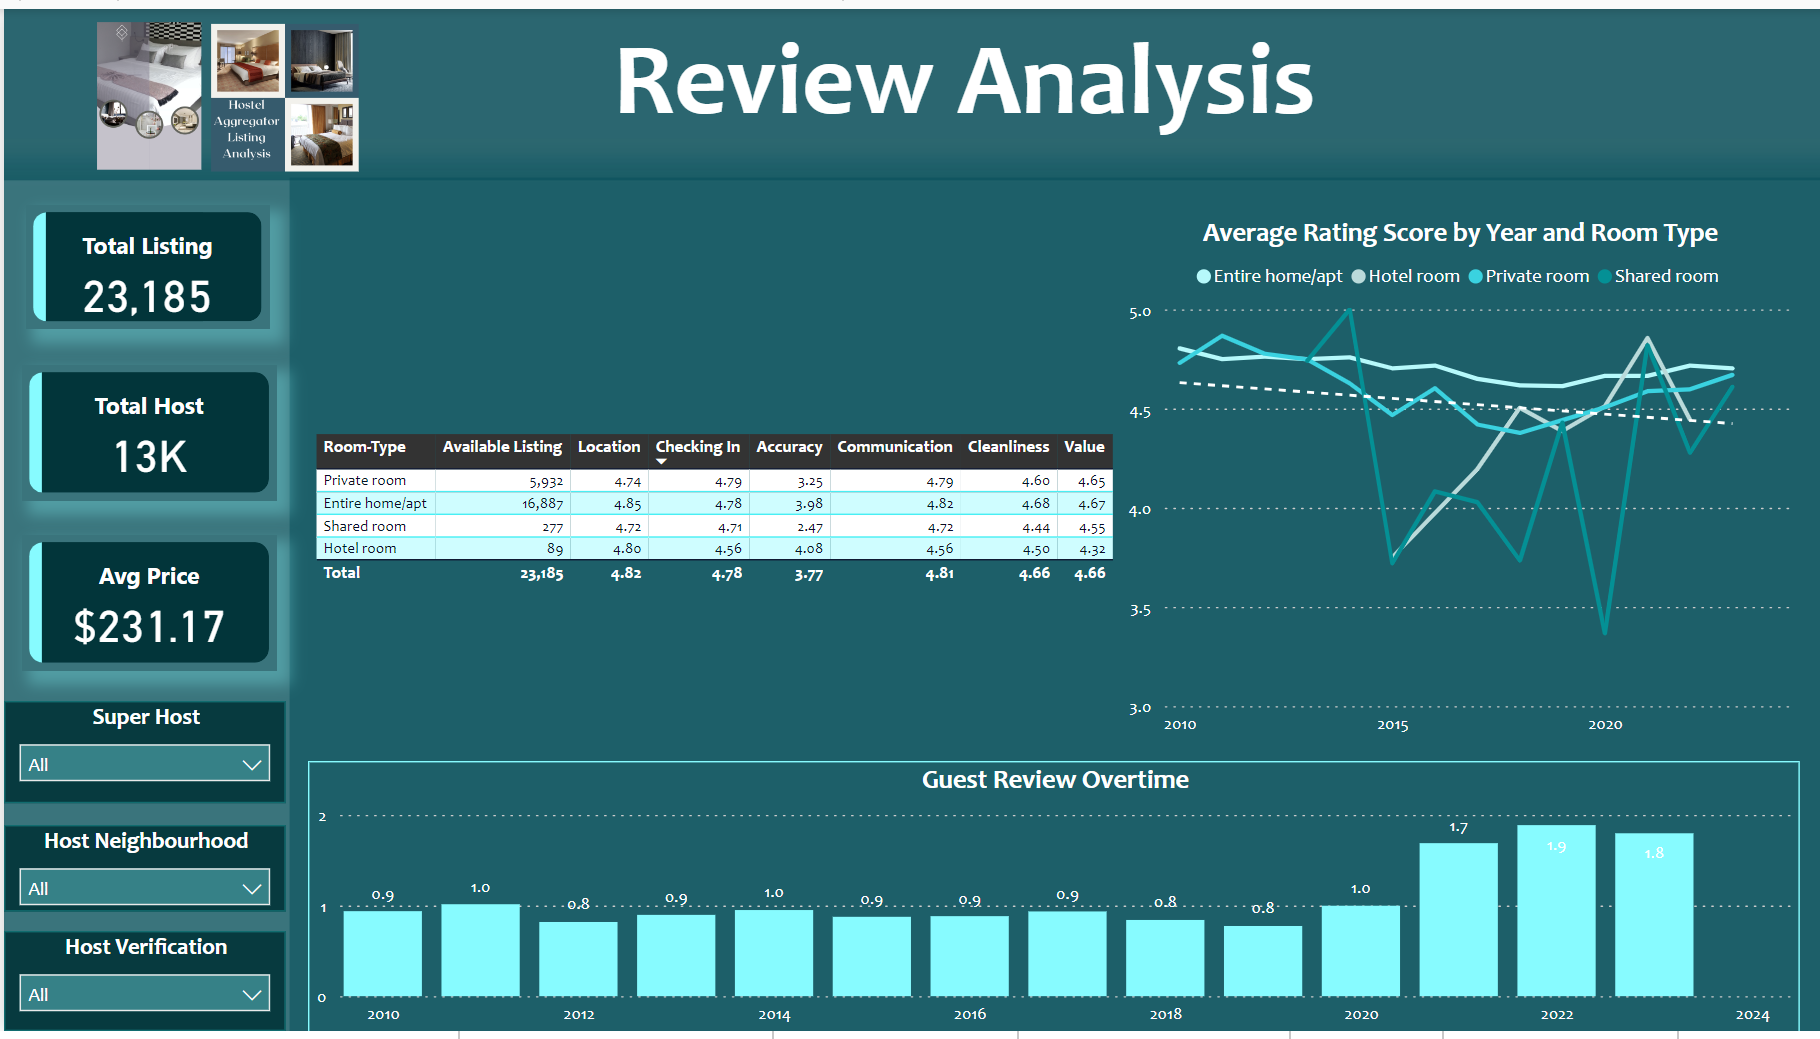 Hostel
Aggregator
Listing
Analysis
Review Analysis
Total Listing
23,185
Total Host
13K
Avg Price
$231.17
Super Host
All
Host Neighbourhood
All
Host Verification
All
Room-Type Available Listing Location Checking In Accuracy Communication Cleanliness Value
Private room 5,932 4.74 4.79 3.25 4.79 4.60 4.65
Entire home/apt 16,887 4.85 4.78 3.98 4.82 4.68 4.67
Shared room 277 4.72 4.71 2.47 4.72 4.44 4.55
Hotel room 89 4.80 4.56 4.08 4.56 4.50 4.32
Total 23,185 4.82 4.78 3.77 4.81 4.66 4.66
Average Rating Score by Year and Room Type
Entire home/apt Hotel room Private room Shared room
5.0
4.5
4.0
3.5
3.0
2010 2015 2020
Guest Review Overtime
2
1
0
0.9 1.0 0.8 0.9 1.0 0.9 0.9 0.9 0.8 0.8 1.0 1.7 1.9 1.8
2010 2012 2014 2016 2018 2020 2022 2024